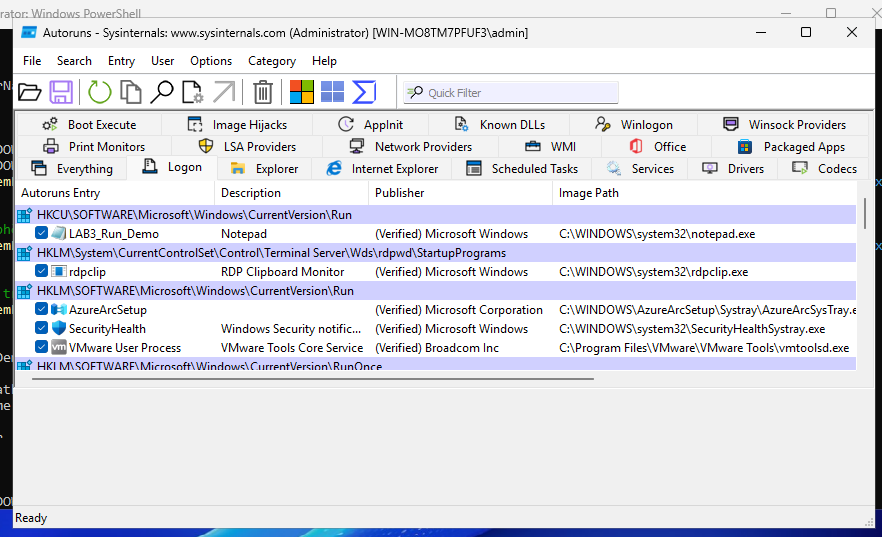 rator: Windows PowerShell
Autoruns - Sysinternals: www.sysinternals.com (Administrator) [WIN-MO8TM7PFUF3\admin]
File Search Entry User Options Category Help
Quick Filter
Boot Execute Image Hijacks AppInit Known DLLs Winlogon Winsock Providers
Print Monitors LSA Providers Network Providers WMI Office Packaged Apps
Everything Logon Explorer Internet Explorer Scheduled Tasks Services Drivers Codecs
Autoruns Entry Description Publisher Image Path
HKCU\SOFTWARE\Microsoft\Windows\CurrentVersion\Run
LAB3_Run_Demo Notepad (Verified) Microsoft Windows C:\WINDOWS\system32\notepad.exe
HKLM\System\CurrentControlSet\Control\Terminal Server\Wds\rdpwd\StartupPrograms
rdpclip RDP Clipboard Monitor (Verified) Microsoft Windows C:\WINDOWS\system32\rdpclip.exe
HKLM\SOFTWARE\Microsoft\Windows\CurrentVersion\Run
AzureArcSetup (Verified) Microsoft Corporation C:\WINDOWS\AzureArcSetup\Systray\AzureArcSysTray.e
SecurityHealth Windows Security notific... (Verified) Microsoft Windows C:\WINDOWS\system32\SecurityHealthSystray.exe
vm VMware User Process VMware Tools Core Service (Verified) Broadcom Inc C:\Program Files\VMware\VMware Tools\vmtoolsd.exe
HKLM\SOFTWARE\Microsoft\Windows\CurrentVersion\RunOnce
Ready